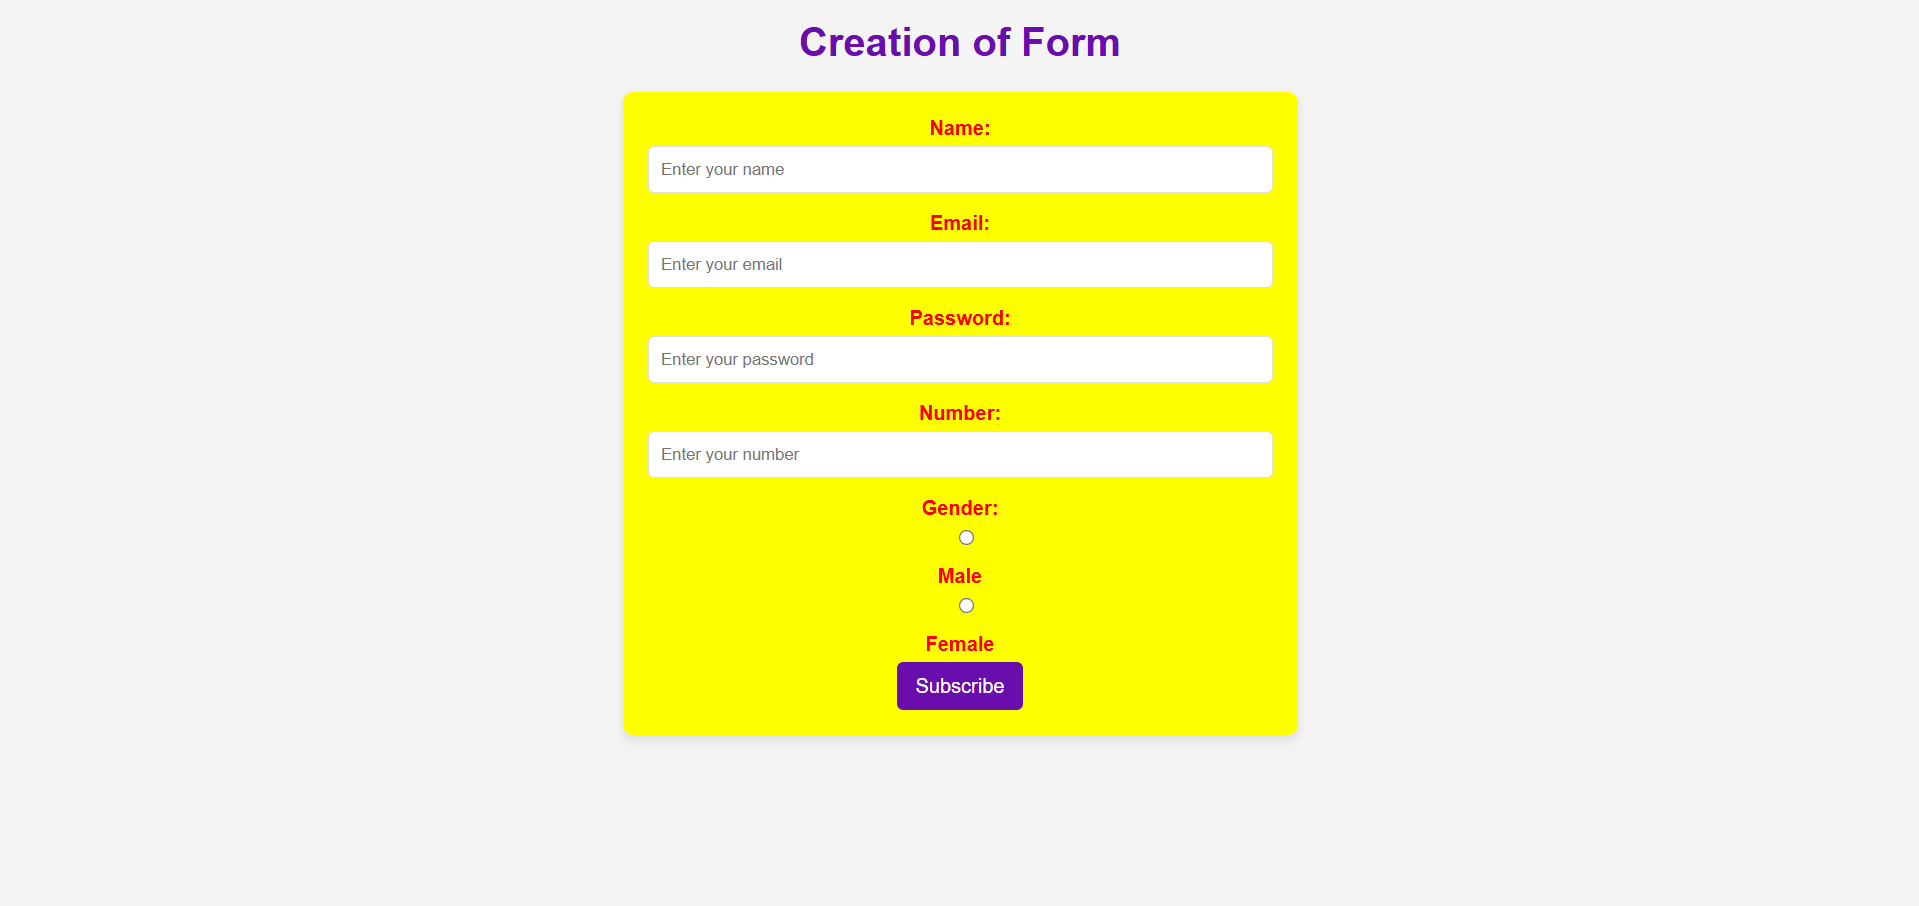 Creation of Form
Name:
Enter your name
Email:
Enter your email
Password:
Enter your password
Number:
Enter your number
Gender:
Male
Female
Subscribe